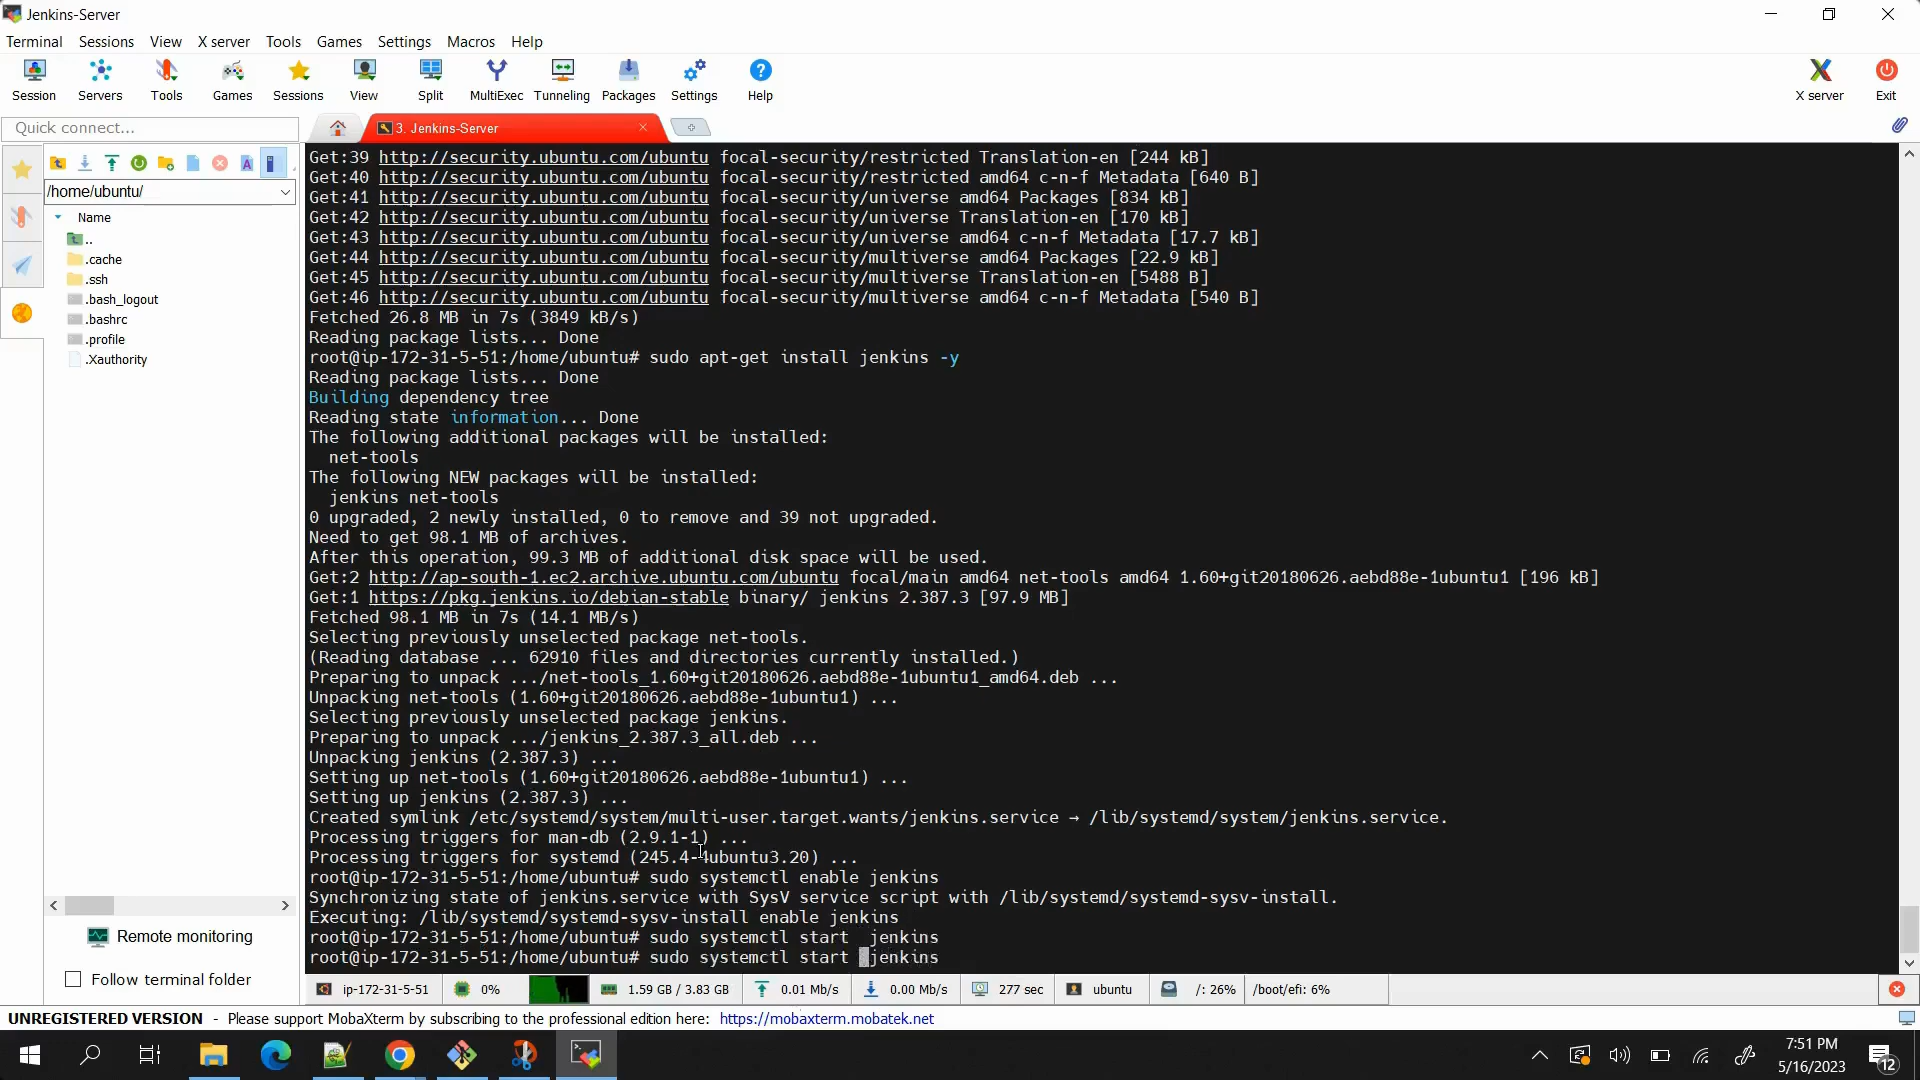 Jenkins-Server
Terminal Sessions View X server Tools Games Settings Macros Help
Session Servers Tools Games Sessions View Split MultiExec Tunneling Packages Settings Help X server Exit
Quick connect...
3. Jenkins-Server
/home/ubuntu/
Name
..
.cache
.ssh
.bash_logout
.bashrc
.profile
.Xauthority
Get:39 http://security.ubuntu.com/ubuntu focal-security/restricted Translation-en [244 kB]
Get:40 http://security.ubuntu.com/ubuntu focal-security/restricted amd64 c-n-f Metadata [640 B]
Get:41 http://security.ubuntu.com/ubuntu focal-security/universe amd64 Packages [834 kB]
Get:42 http://security.ubuntu.com/ubuntu focal-security/universe Translation-en [170 kB]
Get:43 http://security.ubuntu.com/ubuntu focal-security/universe amd64 c-n-f Metadata [17.7 kB]
Get:44 http://security.ubuntu.com/ubuntu focal-security/multiverse amd64 Packages [22.9 kB]
Get:45 http://security.ubuntu.com/ubuntu focal-security/multiverse Translation-en [5488 B]
Get:46 http://security.ubuntu.com/ubuntu focal-security/multiverse amd64 c-n-f Metadata [540 B]
Fetched 26.8 MB in 7s (3849 kB/s)
Reading package lists... Done
root@ip-172-31-5-51:/home/ubuntu# sudo apt-get install jenkins -y
Reading package lists... Done
Building dependency tree
Reading state information... Done
The following additional packages will be installed:
net-tools
The following NEW packages will be installed:
jenkins net-tools
0 upgraded, 2 newly installed, 0 to remove and 39 not upgraded.
Need to get 98.1 MB of archives.
After this operation, 99.3 MB of additional disk space will be used.
Get:2 http://ap-south-1.ec2.archive.ubuntu.com/ubuntu focal/main amd64 net-tools amd64 1.60+git20180626.aebd88e-1ubuntu1 [196 kB]
Get:1 https://pkg.jenkins.io/debian-stable binary/ jenkins 2.387.3 [97.9 MB]
Fetched 98.1 MB in 7s (14.1 MB/s)
Selecting previously unselected package net-tools.
(Reading database ... 62910 files and directories currently installed.)
Preparing to unpack .../net-tools_1.60+git20180626.aebd88e-1ubuntu1_amd64.deb ...
Unpacking net-tools (1.60+git20180626.aebd88e-1ubuntu1) ...
Selecting previously unselected package jenkins.
Preparing to unpack .../jenkins_2.387.3_all.deb ...
Unpacking jenkins (2.387.3) ...
Setting up net-tools (1.60+git20180626.aebd88e-1ubuntu1) ...
Setting up jenkins (2.387.3) ...
Created symlink /etc/systemd/system/multi-user.target.wants/jenkins.service → /lib/systemd/system/jenkins.service.
Processing triggers for man-db (2.9.1-1) ...
Processing triggers for systemd (245.4-4ubuntu3.20) ...
root@ip-172-31-5-51:/home/ubuntu# sudo systemctl enable jenkins
Synchronizing state of jenkins.service with SysV service script with /lib/systemd/systemd-sysv-install.
Executing: /lib/systemd/systemd-sysv-install enable jenkins
root@ip-172-31-5-51:/home/ubuntu# sudo systemctl start  jenkins
root@ip-172-31-5-51:/home/ubuntu# sudo systemctl start  jenkins
Remote monitoring
Follow terminal folder
ip-172-31-5-51 0% 1.59 GB / 3.83 GB 0.01 Mb/s 0.00 Mb/s 277 sec ubuntu /: 26% /boot/efi: 6%
UNREGISTERED VERSION - Please support MobaXterm by subscribing to the professional edition here: https://mobaxterm.mobatek.net
7:51 PM
5/16/2023
12